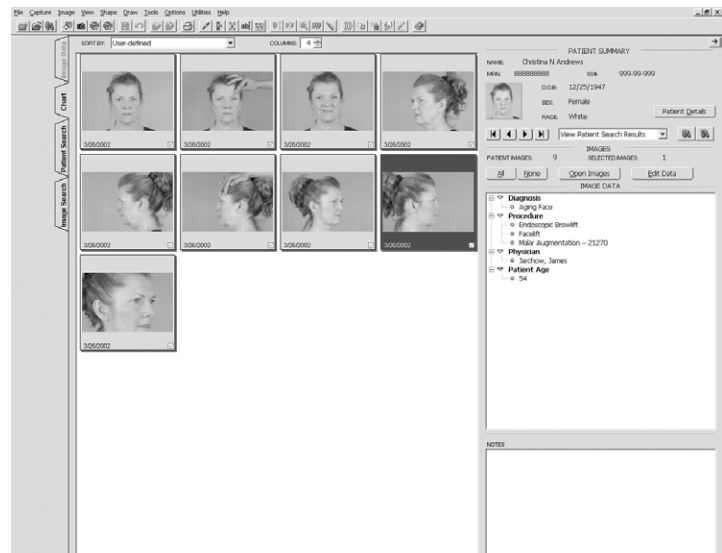 File Capture Image View Shape Draw Tools Options Utilities Help
SORT BY: User-defined COLUMNS: 4
Image Data
Chart
Patient Search
Image Search
3/26/2002 3/26/2002 3/26/2002 3/26/2002
3/26/2002 3/26/2002 3/26/2002 3/26/2002
3/26/2002
PATIENT SUMMARY
NAME: Christina N Andrews
MRN: 888888888 SS#: 999-99-999
D.O.B: 12/25/1947
SEX: Female
RACE: White
Patient Details
View Patient Search Results
IMAGES
PATIENT IMAGES: 9 SELECTED IMAGES: 1
All None Open Images Edit Data
IMAGE DATA
Diagnosis
Aging Face
Procedure
Endoscopic Browlift
Facelift
Malar Augmentation – 21270
Physician
Jarchow, James
Patient Age
54
NOTES